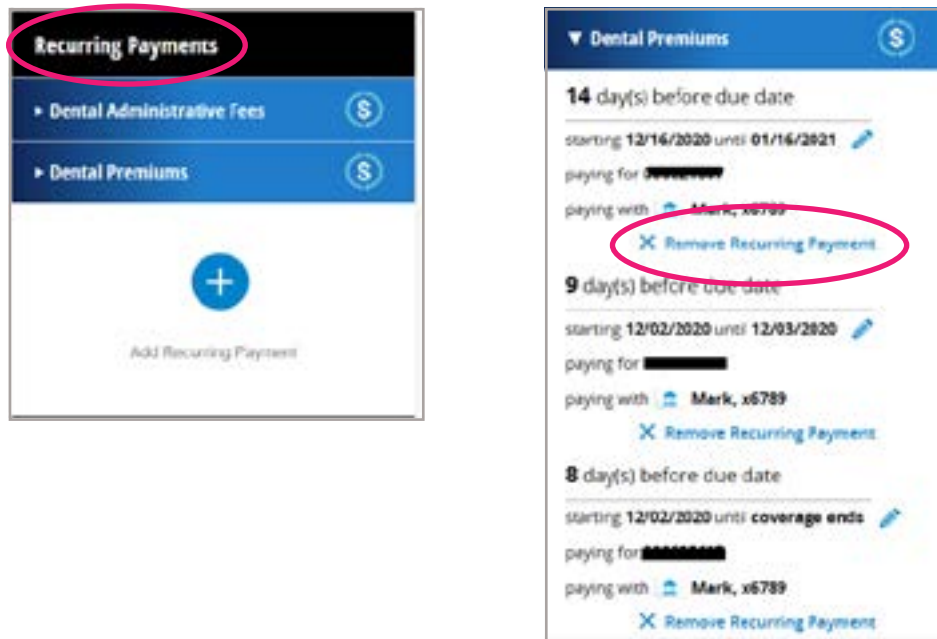 Recurring Payments
▸ Dental Administrative Fees
▸ Dental Premiums
Add Recurring Payment
▼ Dental Premiums
14 day(s) before due date
starting 12/16/2020 until 01/16/2021
paying for
paying with Mark, x6789
X Remove Recurring Payment
9 day(s) before due date
starting 12/02/2020 until 12/03/2020
paying for
paying with Mark, x6789
X Remove Recurring Payment
8 day(s) before due date
starting 12/02/2020 until coverage ends
paying for
paying with Mark, x6789
X Remove Recurring Payment